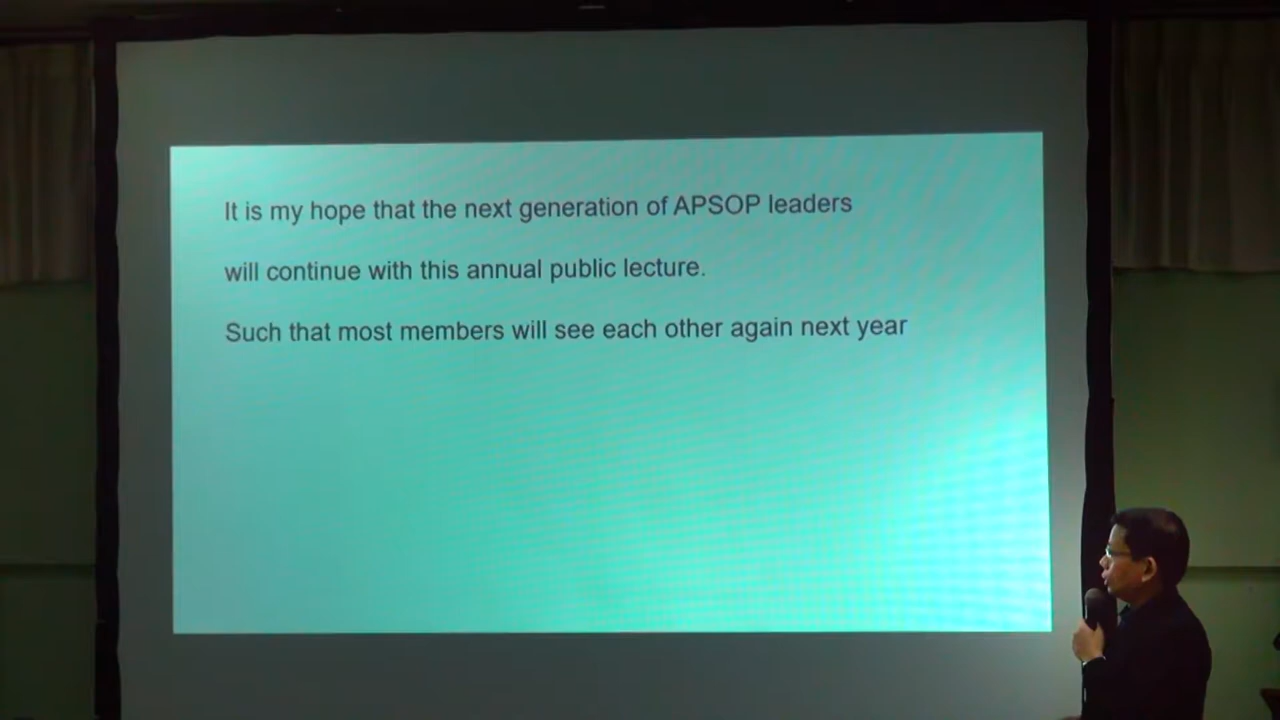 It is my hope that the next generation of APSOP leaders
will continue with this annual public lecture.
Such that most members will see each other again next year